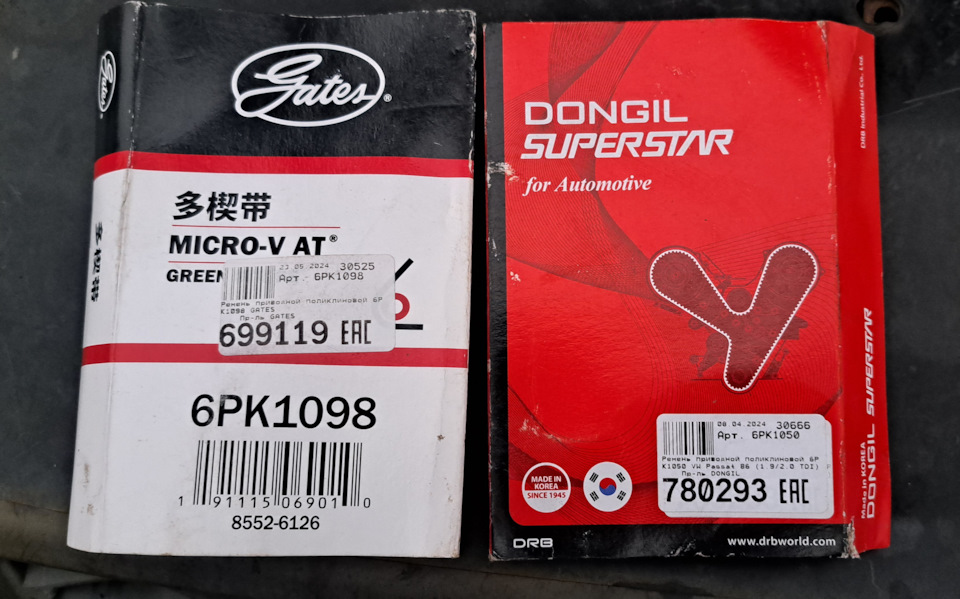 Gates®
多楔带
MICRO-V AT®
GREEN
23 05 2024 30525
Арт. 6PK1098
Ремень приводной поликлиновой 6P
K1098 GATES
Пр-ль GATES
699119 EAC
6PK1098
1 91115 06901 0
8552-6126
DONGIL
SUPERSTAR
for Automotive
08 04.2024 30666
Арт. 6PK1050
Ремень приводной поликлиновой 6P
K1050 VW Passat B6 (1 9/2.0 TDI) P
Пр-ль DONGIL
780293 EAC
MADE IN
KOREA
SINCE 1945
DRB
www.drbworld.com
DRB Industrial Co., Ltd.
Made in KOREA
DONGIL SUPERSTAR